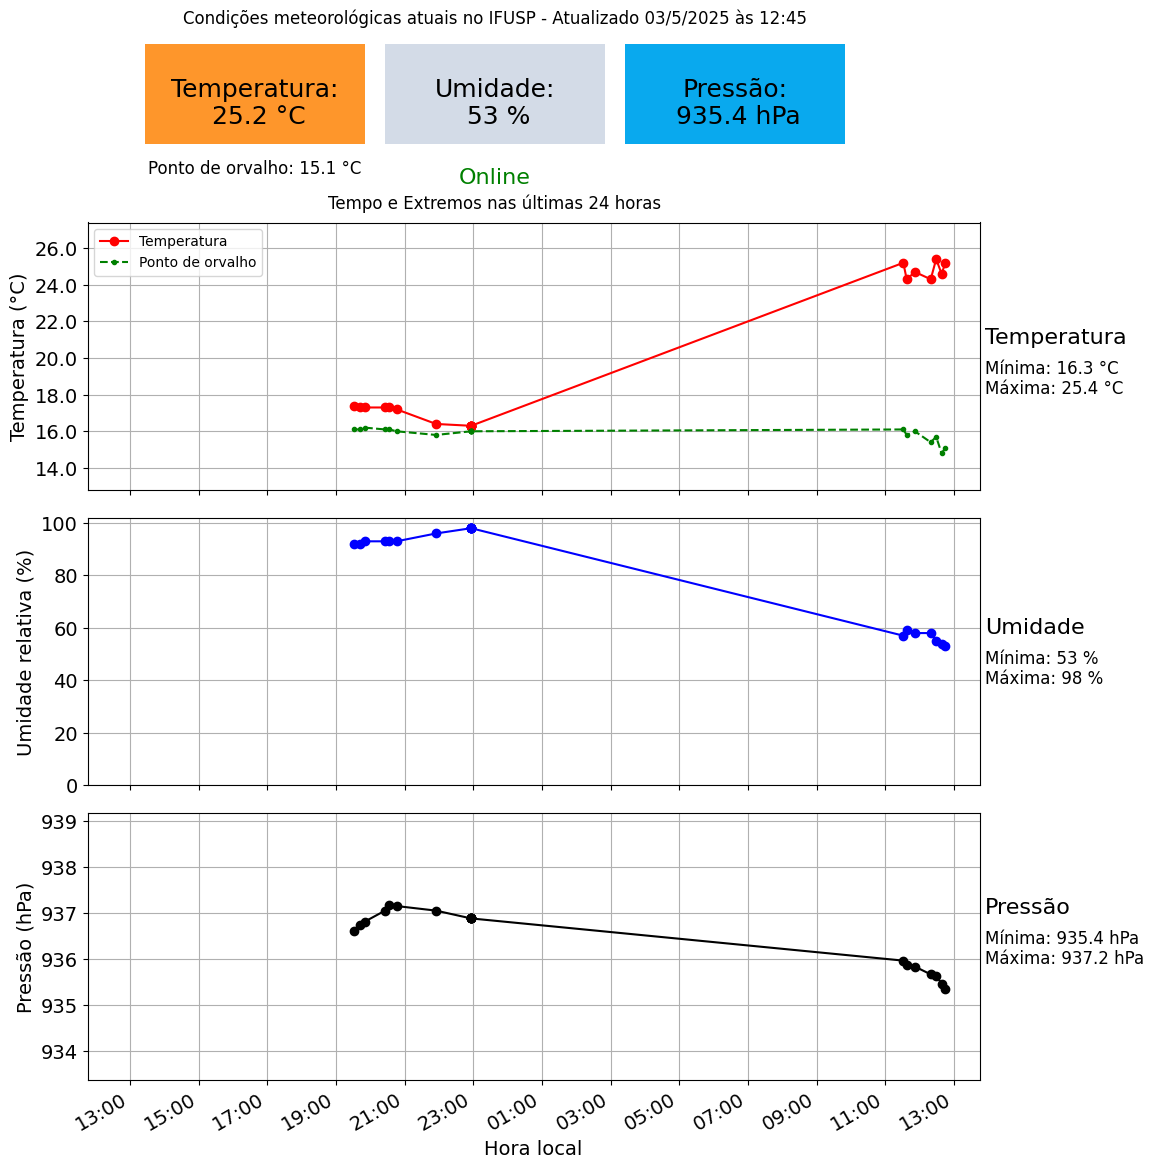 Condições meteorológicas atuais no IFUSP - Atualizado 03/5/2025 às 12:45
Temperatura:
25.2 °C
Umidade:
53 %
Pressão:
935.4 hPa
Ponto de orvalho: 15.1 °C
Online
Tempo e Extremos nas últimas 24 horas
Temperatura
Ponto de orvalho
Temperatura (°C)
26.0
24.0
22.0
20.0
18.0
16.0
14.0
Temperatura
Mínima: 16.3 °C
Máxima: 25.4 °C
Umidade relativa (%)
100
80
60
40
20
0
Umidade
Mínima: 53 %
Máxima: 98 %
Pressão (hPa)
939
938
937
936
935
934
Pressão
Mínima: 935.4 hPa
Máxima: 937.2 hPa
13:00 15:00 17:00 19:00 21:00 23:00 01:00 03:00 05:00 07:00 09:00 11:00 13:00
Hora local